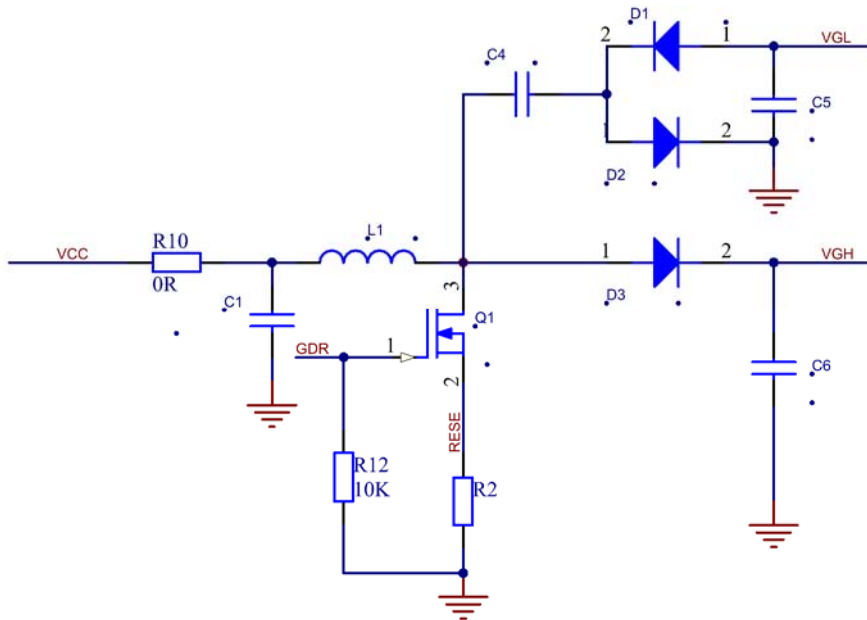 D1
2
1
VGL
C4
C5
1
2
D2
L1
R10
VCC
0R
1
2
VGH
D3
3
C1
Q1
GDR
1
2
C6
RESE
R12
10K
R2